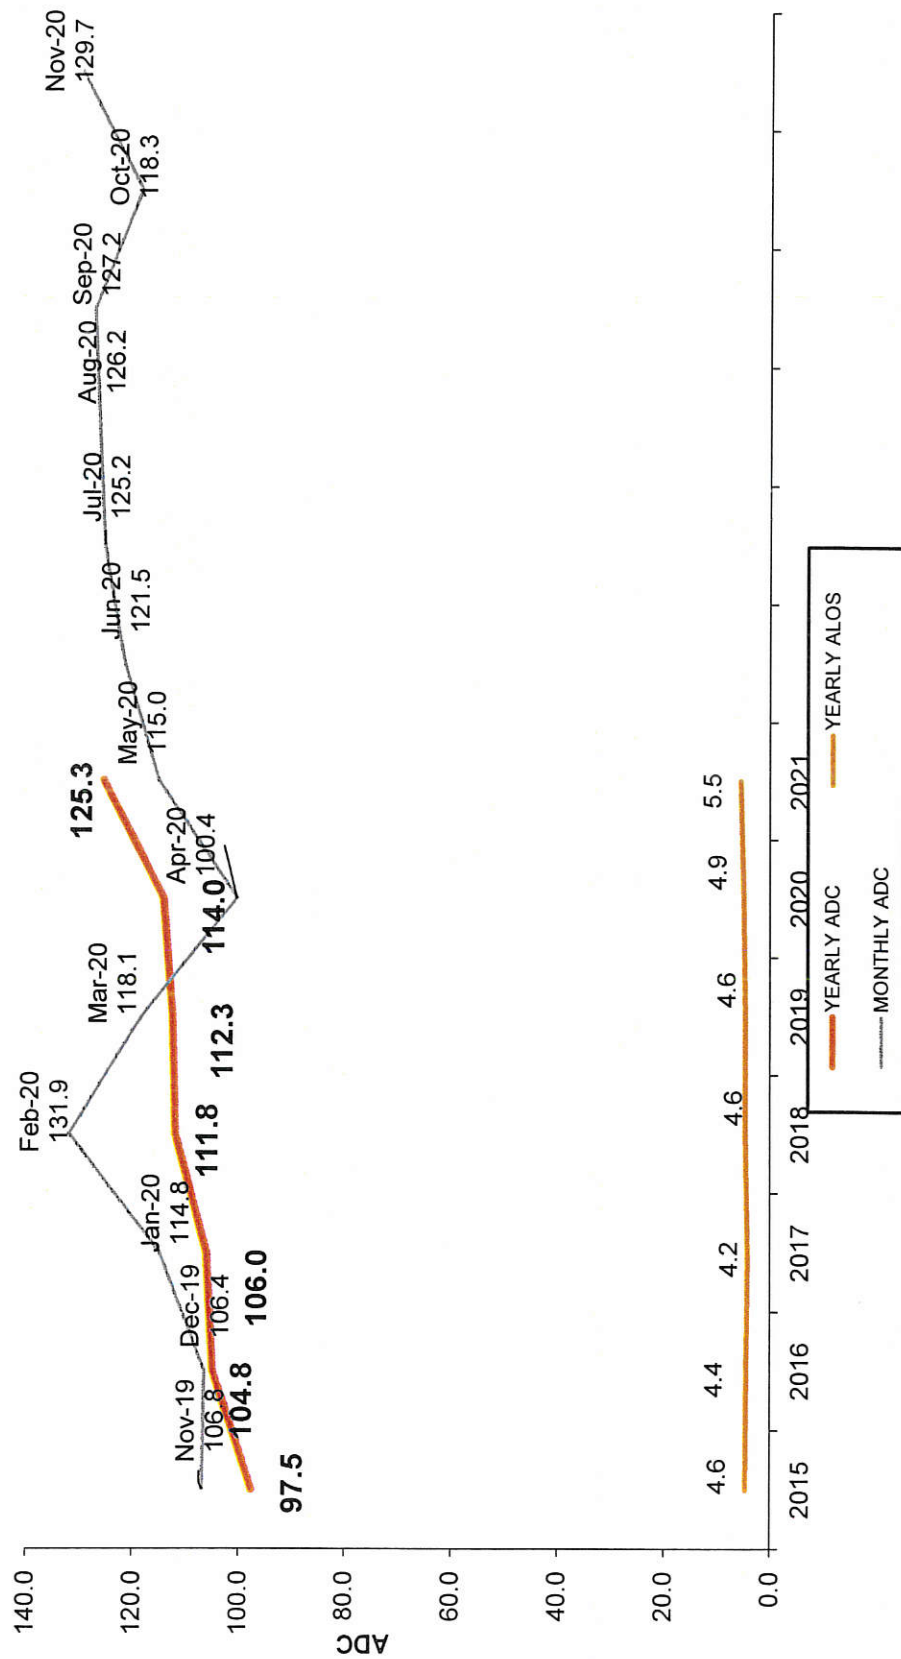 140.0
120.0
100.0
80.0
60.0
40.0
20.0
0.0
ADC
Nov-19
106.8
Dec-19
106.4
Jan-20
114.8
Feb-20
131.9
Mar-20
118.1
Apr-20
100.4
May-20
115.0
Jun-20
121.5
Jul-20
125.2
Aug-20
126.2
Sep-20
127.2
Oct-20
118.3
Nov-20
129.7
97.5
104.8
106.0
111.8
112.3
114.0
125.3
4.6
4.4
4.2
4.6
4.6
4.9
5.5
2015
2016
2017
2018
2019
2020
2021
YEARLY ADC
YEARLY ALOS
MONTHLY ADC